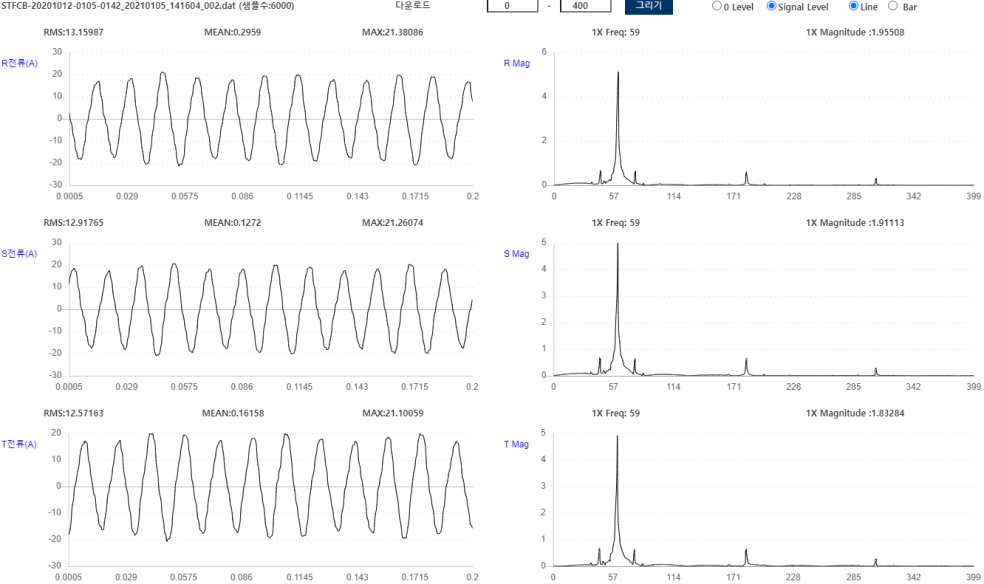 STFCB-20201012-0105-0142_20210105_141604_002.dat (샘플수:6000) 다운로드 0 - 400 그리기 0 Level Signal Level Line Bar
RMS:13.15987 MEAN:0.2959 MAX:21.38086 1X Freq: 59 1X Magnitude :1.95508
R전류(A)
30
20
10
0
-10
-20
-30
0.0005 0.029 0.0575 0.086 0.1145 0.143 0.1715 0.2
R Mag
6
4
2
0
0 57 114 171 228 285 342 399
RMS:12.91765 MEAN:0.1272 MAX:21.26074 1X Freq: 59 1X Magnitude :1.91113
S전류(A)
30
20
10
0
-10
-20
-30
0.0005 0.029 0.0575 0.086 0.1145 0.143 0.1715 0.2
S Mag
5
4
3
2
1
0
0 57 114 171 228 285 342 399
RMS:12.57163 MEAN:0.16158 MAX:21.10059 1X Freq: 59 1X Magnitude :1.83284
T전류(A)
20
10
0
-10
-20
-30
0.0005 0.029 0.0575 0.086 0.1145 0.143 0.1715 0.2
T Mag
5
4
3
2
1
0
0 57 114 171 228 285 342 399